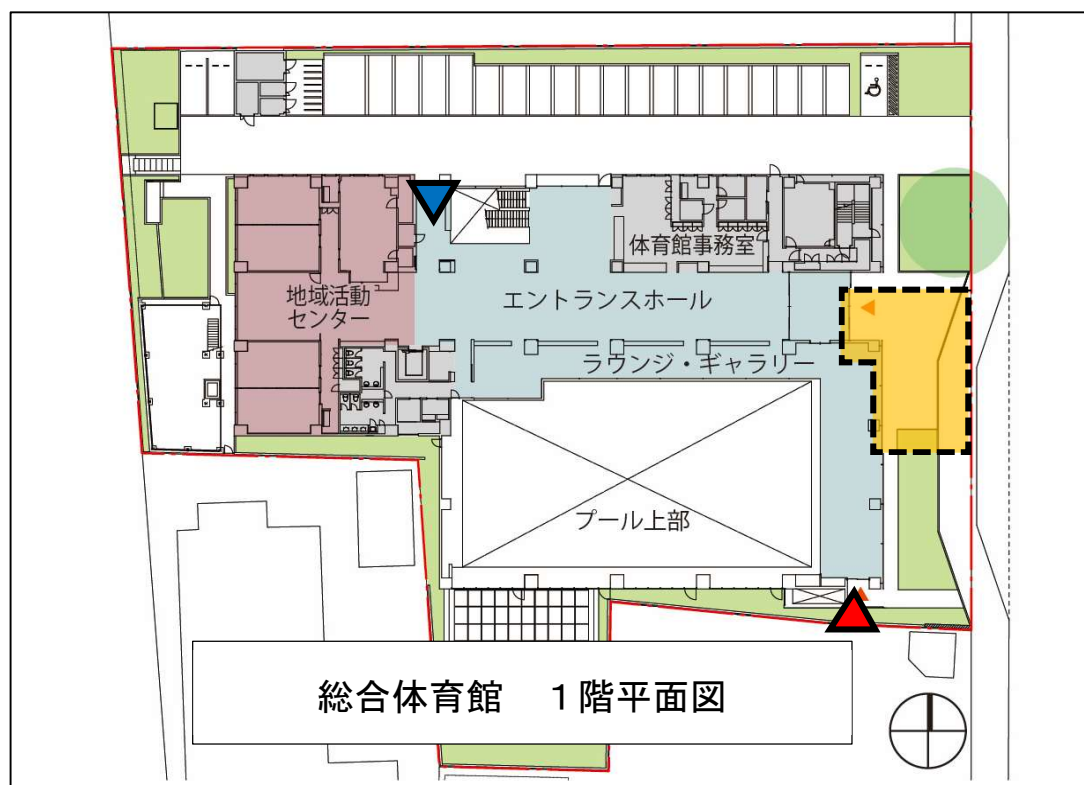 体育館事務室
地域活動
センター
エントランスホール
ラウンジ・ギャラリー
プール上部
総合体育館　１階平面図